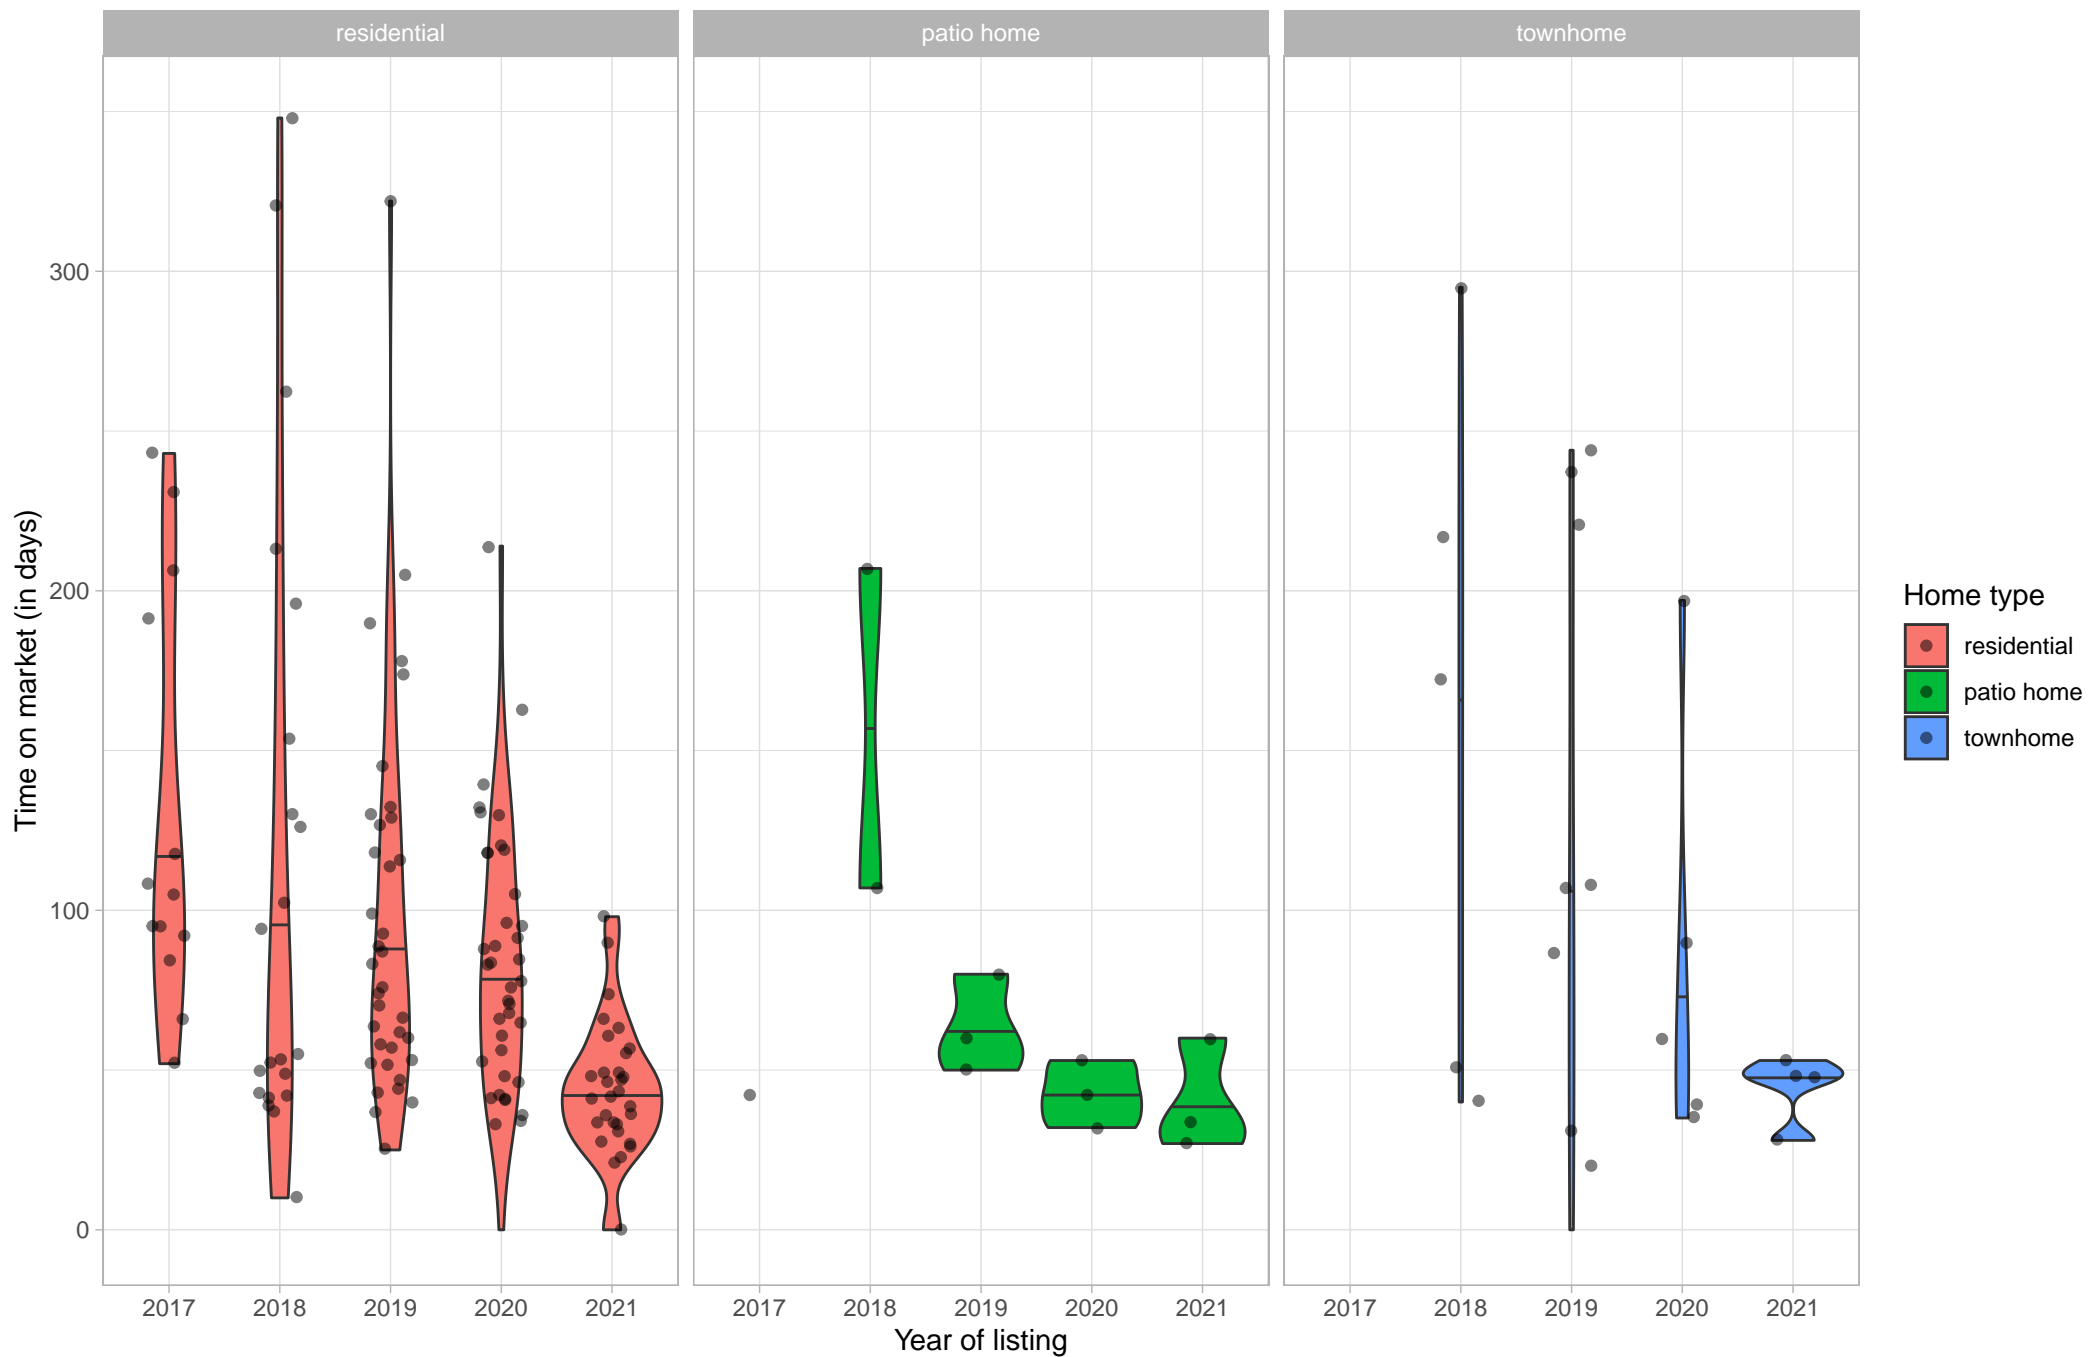 residential patio home townhome
Time on market (in days)
300
200
100
0
2017 2018 2019 2020 2021 2017 2018 2019 2020 2021 2017 2018 2019 2020 2021
Year of listing
Home type
residential
patio home
townhome